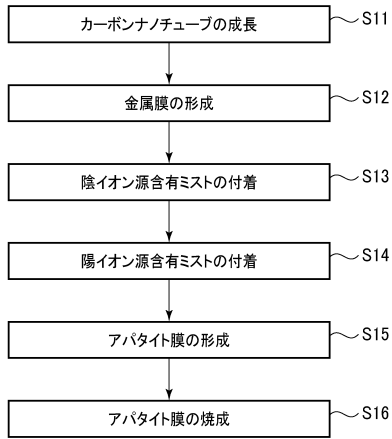 カーボンナノチューブの成長 S11
金属膜の形成 S12
陰イオン源含有ミストの付着 S13
陽イオン源含有ミストの付着 S14
アパタイト膜の形成 S15
アパタイト膜の焼成 S16